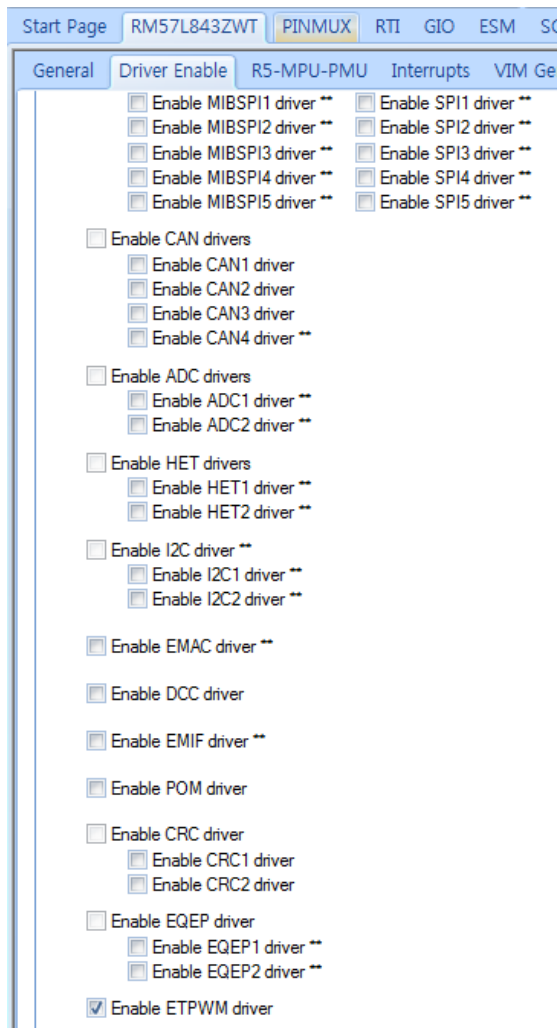 Start Page RM57L843ZWT PINMUX RTI GIO ESM SC
General Driver Enable R5-MPU-PMU Interrupts VIM Ge
Enable MIBSPI1 driver ** Enable SPI1 driver **
Enable MIBSPI2 driver ** Enable SPI2 driver **
Enable MIBSPI3 driver ** Enable SPI3 driver **
Enable MIBSPI4 driver ** Enable SPI4 driver **
Enable MIBSPI5 driver ** Enable SPI5 driver **
Enable CAN drivers
Enable CAN1 driver
Enable CAN2 driver
Enable CAN3 driver
Enable CAN4 driver **
Enable ADC drivers
Enable ADC1 driver **
Enable ADC2 driver **
Enable HET drivers
Enable HET1 driver **
Enable HET2 driver **
Enable I2C driver **
Enable I2C1 driver **
Enable I2C2 driver **
Enable EMAC driver **
Enable DCC driver
Enable EMIF driver **
Enable POM driver
Enable CRC driver
Enable CRC1 driver
Enable CRC2 driver
Enable EQEP driver
Enable EQEP1 driver **
Enable EQEP2 driver **
Enable ETPWM driver